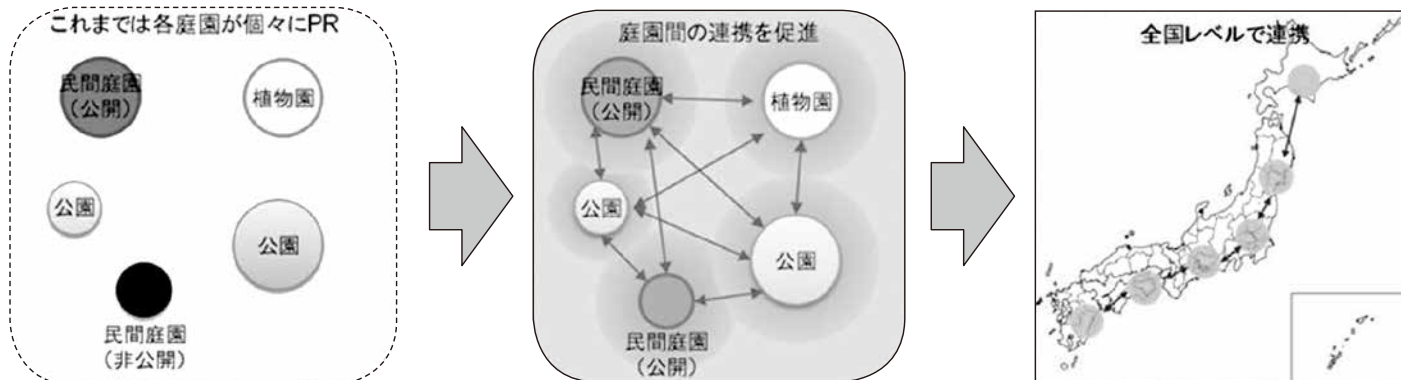 これまでは各庭園が個々にPR
民間庭園
(公開)
植物園
公園
公園
民間庭園
(非公開)
庭園間の連携を促進
民間庭園
(公開)
植物園
公園
公園
民間庭園
(公開)
全国レベルで連携